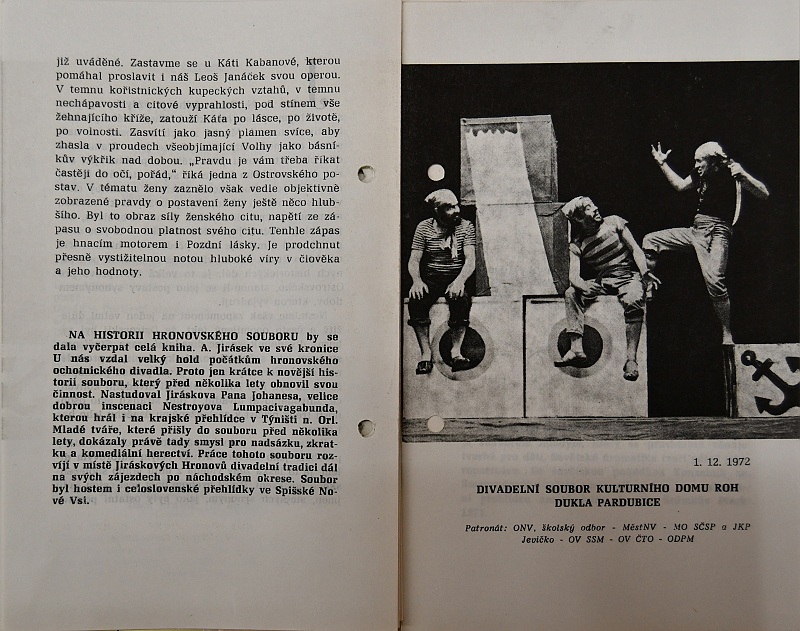 již uváděné. Zastavme se u Káti Kabanové, kterou
pomáhal proslavit i náš Leoš Janáček svou operou.
V temnu kořistnických kupeckých vztahů, v temnu
nechápavosti a citové vyprahlosti, pod stínem vše
žehnajícího kříže, zatouží Káťa po lásce, po životě,
po volnosti. Zasvítí jako jasný plamen svíce, aby
zhasla v proudech všeobjímající Volhy jako básní-
kův výkřik nad dobou. „Pravdu je vám třeba říkat
častěji do očí, pořád,“ říká jedna z Ostrovského po-
stav. V tématu ženy zaznělo však vedle objektivně
zobrazené pravdy o postavení ženy ještě něco hlub-
šího. Byl to obraz síly ženského citu, napětí ze zá-
pasu o svobodnou platnost svého citu. Tenhle zápas
je hnacím motorem i Pozdní lásky. Je prodchnut
přesně vystižitelnou notou hluboké víry v člověka
a jeho hodnoty.
NA HISTORII HRONOVSKÉHO SOUBORU by se
dala vyčerpat celá kniha. A. Jirásek ve své kronice
U nás vzdal velký hold počátkům hronovského
ochotnického divadla. Proto jen krátce k novější his-
torii souboru, který před několika lety obnovil svou
činnost. Nastudoval Jiráskova Pana Johanesa, velice
dobrou inscenaci Nestroyova Lumpacivagabunda,
kterou hrál i na krajské přehlídce v Týništi n. Orl.
Mladé tváře, které přišly do souboru před několika
lety, dokázaly právě tady smysl pro nadsázku, zkrat-
ku a komediální herectví. Práce tohoto souboru roz-
víjí v místě Jiráskových Hronovů divadelní tradici dál
na svých zájezdech po náchodském okrese. Soubor
byl hostem i celoslovenské přehlídky ve Spišské No-
vé Vsi.
1. 12. 1972
DIVADELNÍ SOUBOR KULTURNÍHO DOMU ROH
DUKLA PARDUBICE
Patronát: ONV, školský odbor - MěstNV - MO SČSP a JKP
Jevíčko - OV SSM - OV ČTO - ODPM